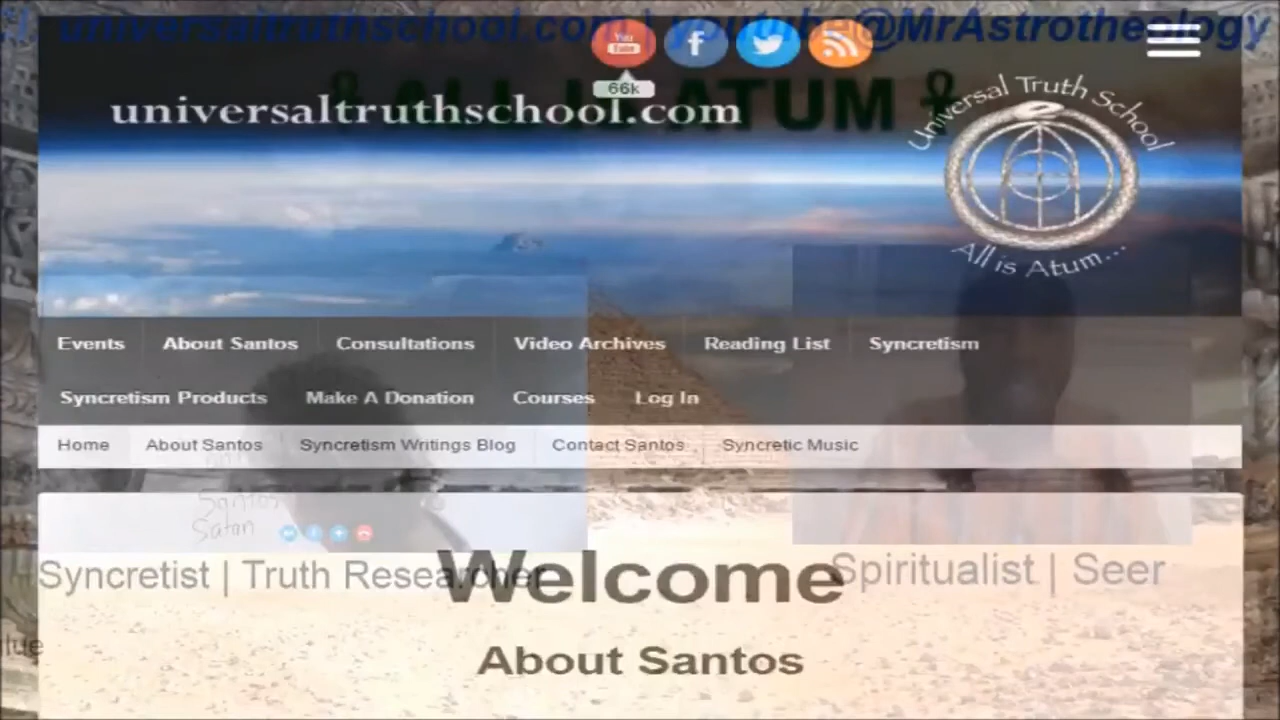 universaltruthschool.com | youtube@MrAstrotheology
You
Tube
66k
ATUM
universaltruthschool.com
Universal Truth School
All is Atum...
Events About Santos Consultations Video Archives Reading List Syncretism
Syncretism Products Make A Donation Courses Log In
Home About Santos Syncretism Writings Blog Contact Santos Syncretic Music
Santos
Satan
Syncretist | Truth Researcher
Spiritualist | Seer
Welcome
About Santos